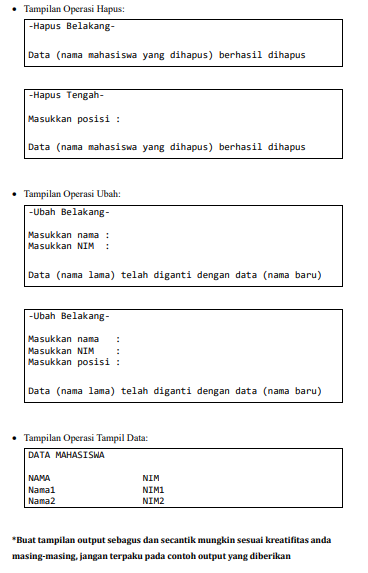 • Tampilan Operasi Hapus:
-Hapus Belakang-
Data (nama mahasiswa yang dihapus) berhasil dihapus
-Hapus Tengah-
Masukkan posisi :
Data (nama mahasiswa yang dihapus) berhasil dihapus
• Tampilan Operasi Ubah:
-Ubah Belakang-
Masukkan nama :
Masukkan NIM  :
Data (nama lama) telah diganti dengan data (nama baru)
-Ubah Belakang-
Masukkan nama   :
Masukkan NIM    :
Masukkan posisi :
Data (nama lama) telah diganti dengan data (nama baru)
• Tampilan Operasi Tampil Data:
DATA MAHASISWA
NAMA NIM
Nama1 NIM1
Nama2 NIM2
*Buat tampilan output sebagus dan secantik mungkin sesuai kreatifitas anda
masing-masing, jangan terpaku pada contoh output yang diberikan